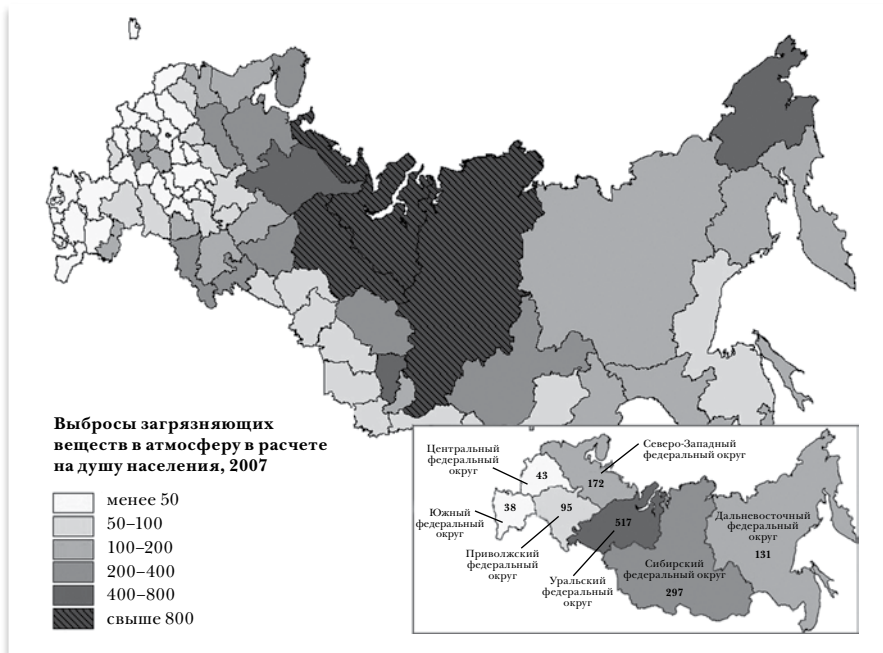 Выбросы загрязняющих
веществ в атмосферу в расчете
на душу населения, 2007
менее 50
50–100
100–200
200–400
400–800
свыше 800
Центральный
федеральный
округ
43
Северо-Западный
федеральный округ
172
Южный
федеральный
округ
38
95
Приволжский
федеральный
округ
517
Уральский
федеральный
округ
Дальневосточный
федеральный
округ
131
Сибирский
федеральный округ
297